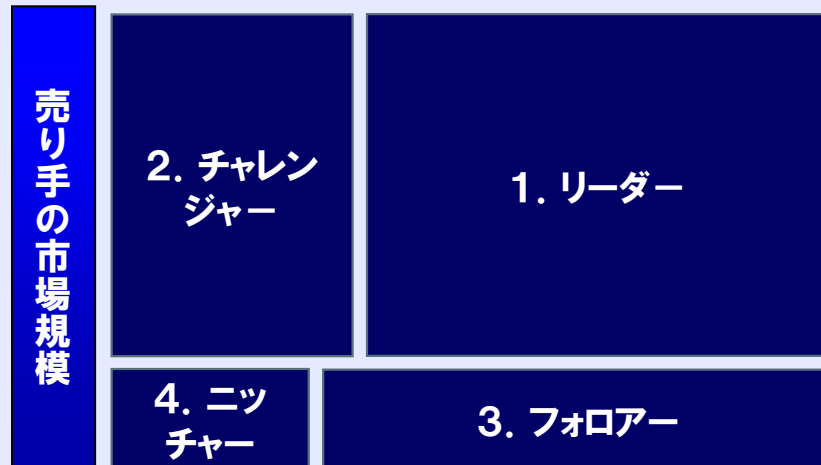 売り手の市場規模
2. チャレン
ジャー
1. リーダー
4. ニッ
チャー
3. フォロアー